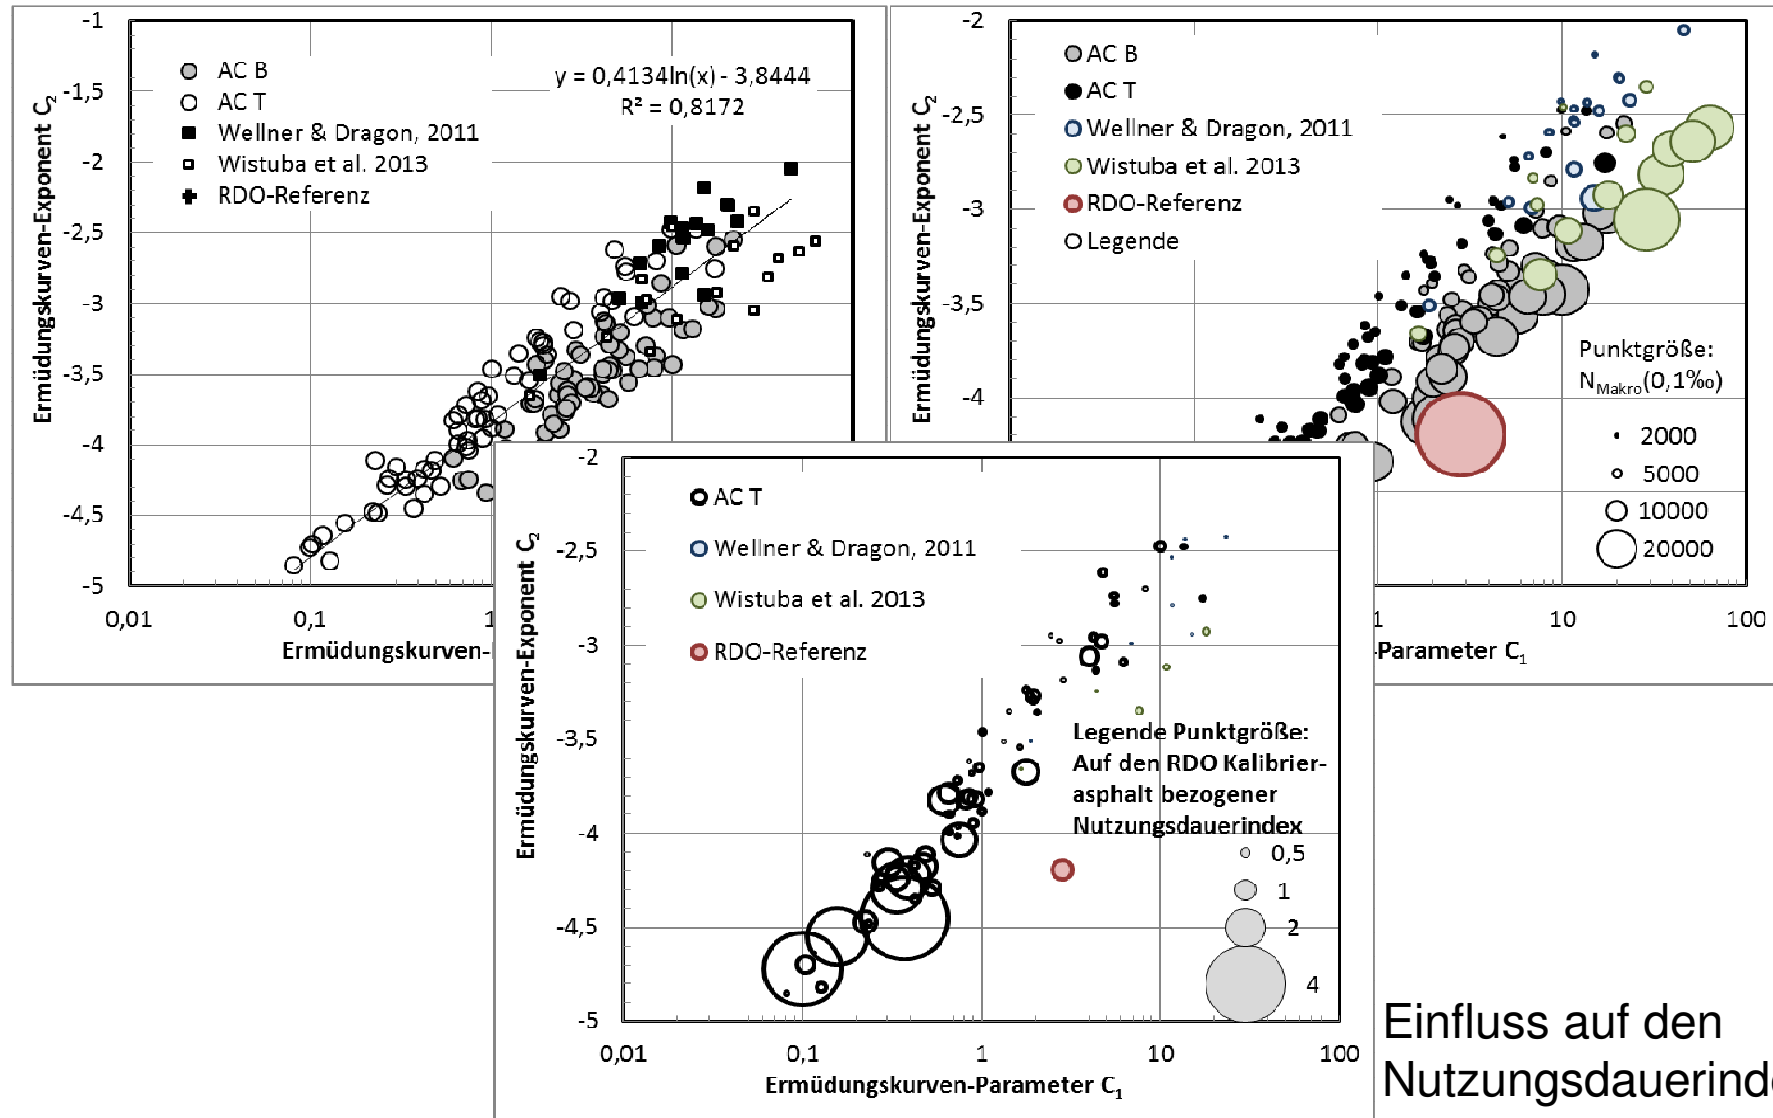 -1
-1,5
-2
-2,5
-3
-3,5
-4
-4,5
-5
Ermüdungskurven-Exponent C₂
AC B
AC T
Wellner & Dragon, 2011
Wistuba et al. 2013
RDO-Referenz
y = 0,4134ln(x) - 3,8444
R² = 0,8172
0,01
0,1
1
Ermüdungskurven-
-2
-2,5
-3
-3,5
-4
Ermüdungskurven-Exponent C₂
AC B
AC T
Wellner & Dragon, 2011
Wistuba et al. 2013
RDO-Referenz
Legende
Punktgröße:
N_Makro(0,1‰)
2000
5000
10000
20000
1
10
100
-Parameter C₁
-2
-2,5
-3
-3,5
-4
-4,5
-5
Ermüdungskurven-Exponent C₂
AC T
Wellner & Dragon, 2011
Wistuba et al. 2013
RDO-Referenz
Legende Punktgröße:
Auf den RDO Kalibrier-
asphalt bezogener
Nutzungsdauerindex
0,5
1
2
4
0,01
0,1
1
10
100
Ermüdungskurven-Parameter C₁
Einfluss auf den
Nutzungsdauerind